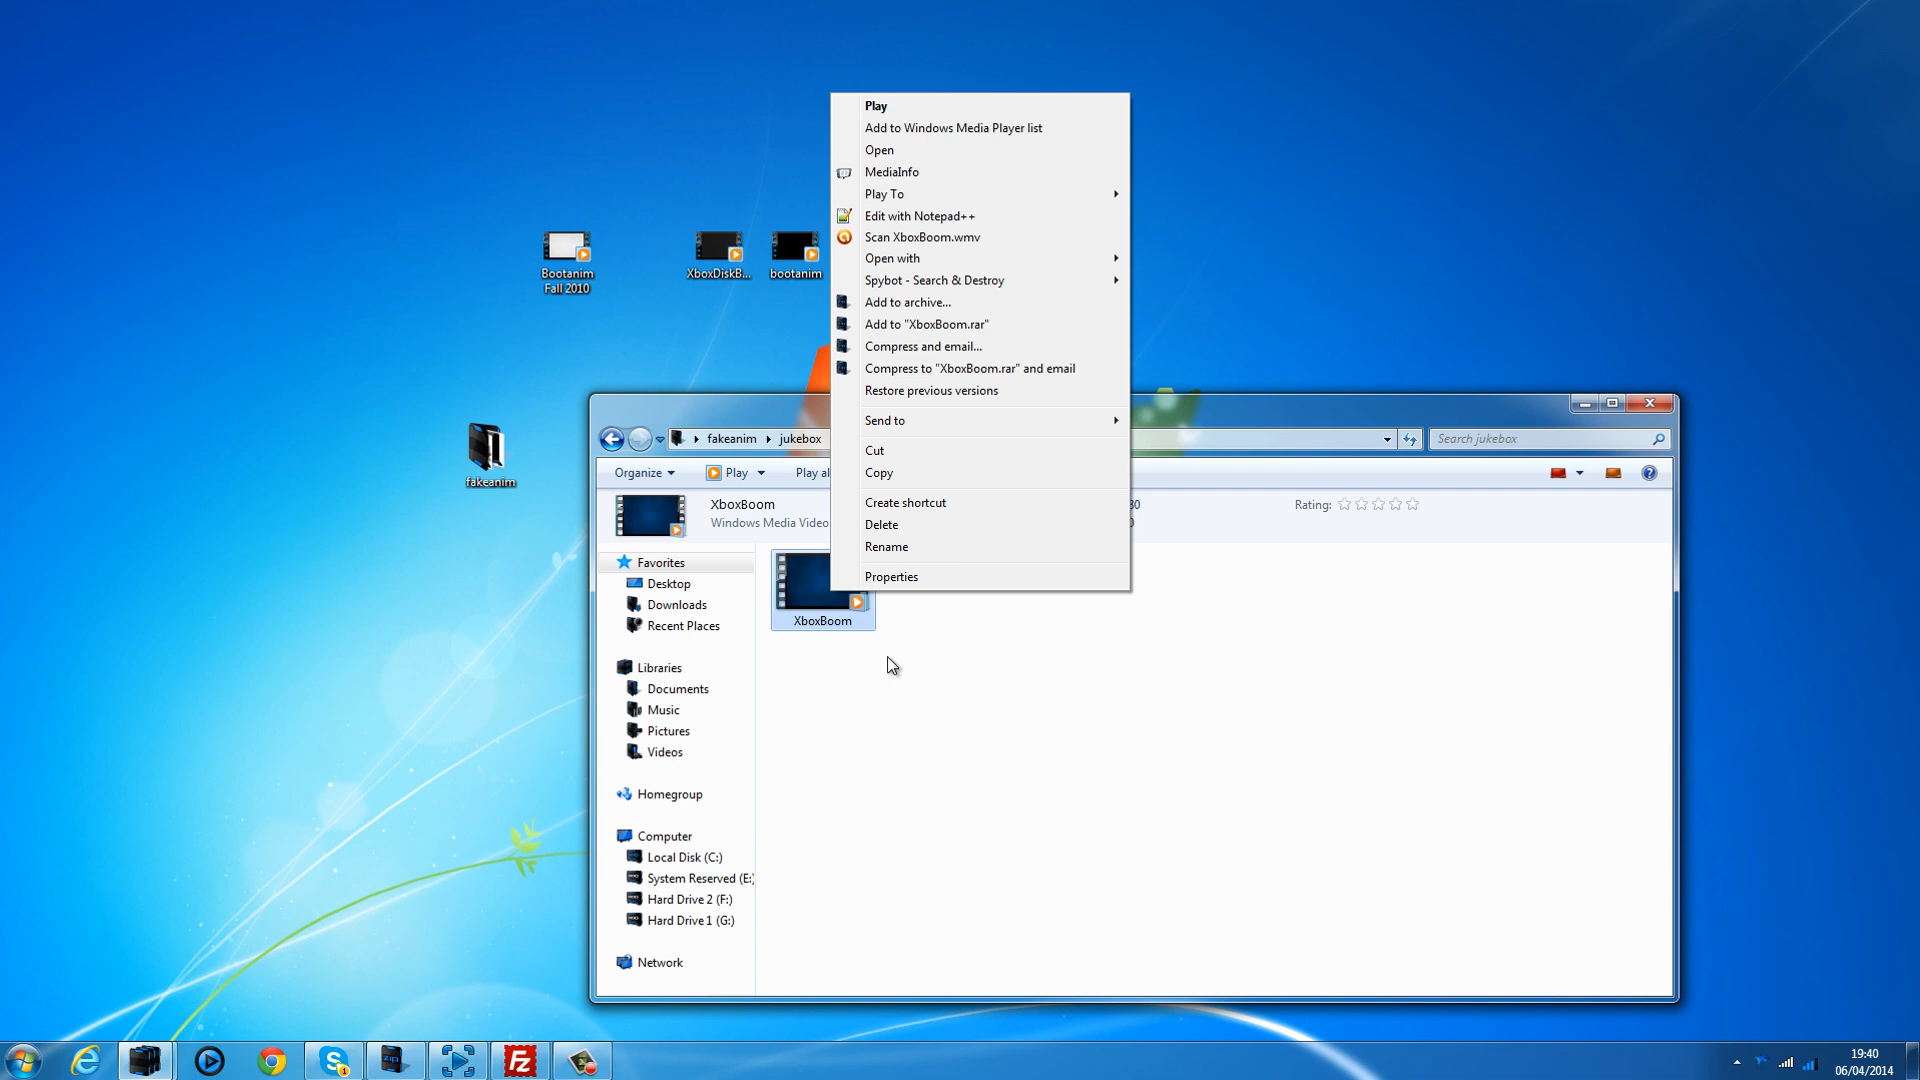 Play
Add to Windows Media Player list
Open
MediaInfo
Play To
Edit with Notepad++
Scan XboxBoom.wmv
Open with
Spybot - Search & Destroy
Add to archive...
Add to "XboxBoom.rar"
Compress and email...
Compress to "XboxBoom.rar" and email
Restore previous versions
Send to
Cut
Copy
Create shortcut
Delete
Rename
Properties
Bootanim
Fall 2010
XboxDiskB...
bootanim
fakeanim
fakeanim
jukebox
Search jukebox
Organize
Play
Play al
XboxBoom
Windows Media Video
Rating:
Favorites
Desktop
Downloads
Recent Places
Libraries
Documents
Music
Pictures
Videos
Homegroup
Computer
Local Disk (C:)
System Reserved (E:)
Hard Drive 2 (F:)
Hard Drive 1 (G:)
Network
XboxBoom
19:40
06/04/2014